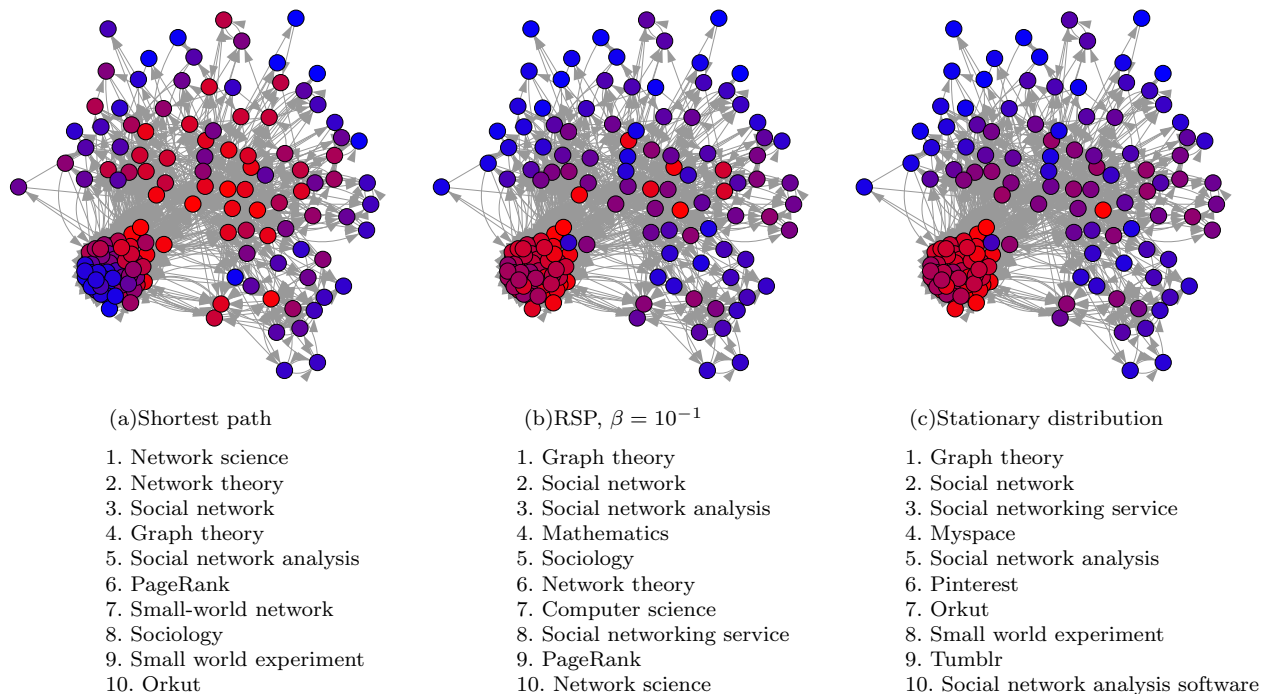 (a)Shortest path
1. Network science
2. Network theory
3. Social network
4. Graph theory
5. Social network analysis
6. PageRank
7. Small-world network
8. Sociology
9. Small world experiment
10. Orkut
(b)RSP, β = 10⁻¹
1. Graph theory
2. Social network
3. Social network analysis
4. Mathematics
5. Sociology
6. Network theory
7. Computer science
8. Social networking service
9. PageRank
10. Network science
(c)Stationary distribution
1. Graph theory
2. Social network
3. Social networking service
4. Myspace
5. Social network analysis
6. Pinterest
7. Orkut
8. Small world experiment
9. Tumblr
10. Social network analysis software